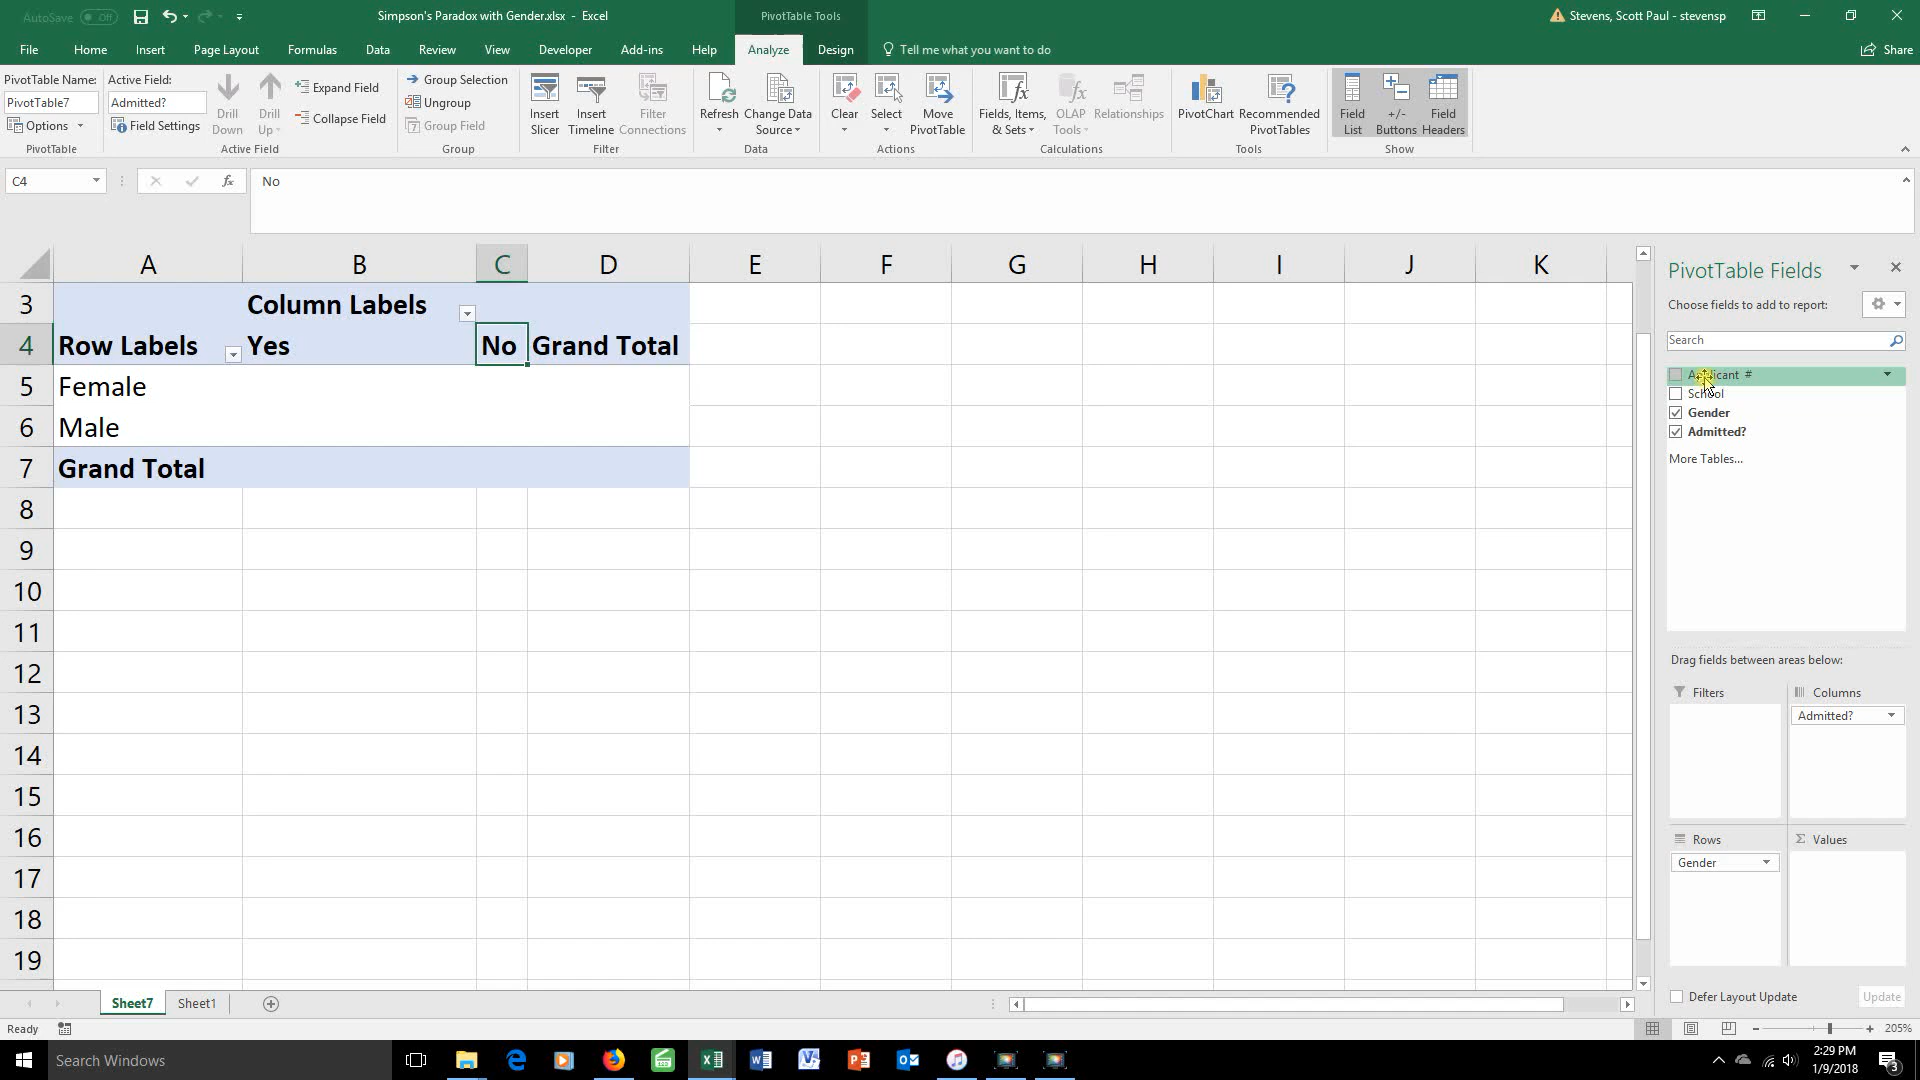 AutoSave Off
Simpson's Paradox with Gender.xlsx - Excel
PivotTable Tools
Stevens, Scott Paul - stevensp
File Home Insert Page Layout Formulas Data Review View Developer Add-ins Help Analyze Design Tell me what you want to do Share
PivotTable Name:
PivotTable7
Options
PivotTable
Active Field:
Admitted?
Field Settings
Drill Down
Drill Up
Expand Field
Collapse Field
Active Field
Group Selection
Ungroup
Group Field
Group
Insert Slicer
Insert Timeline
Filter Connections
Filter
Refresh
Change Data Source
Data
Clear
Select
Move PivotTable
Actions
Fields, Items, & Sets
OLAP Tools
Relationships
Calculations
PivotChart
Recommended PivotTables
Tools
Field List
+/- Buttons
Field Headers
Show
C4
fx
No
A B C D E F G H I J K
3 Column Labels
4 Row Labels Yes No Grand Total
5 Female
6 Male
7 Grand Total
8
9
10
11
12
13
14
15
16
17
18
19
PivotTable Fields
Choose fields to add to report:
Search
Applicant #
School
Gender
Admitted?
More Tables...
Drag fields between areas below:
Filters
Columns
Admitted?
Rows
Gender
Σ Values
Defer Layout Update
Update
Sheet7 Sheet1
Ready
205%
Search Windows
2:29 PM
1/9/2018
3